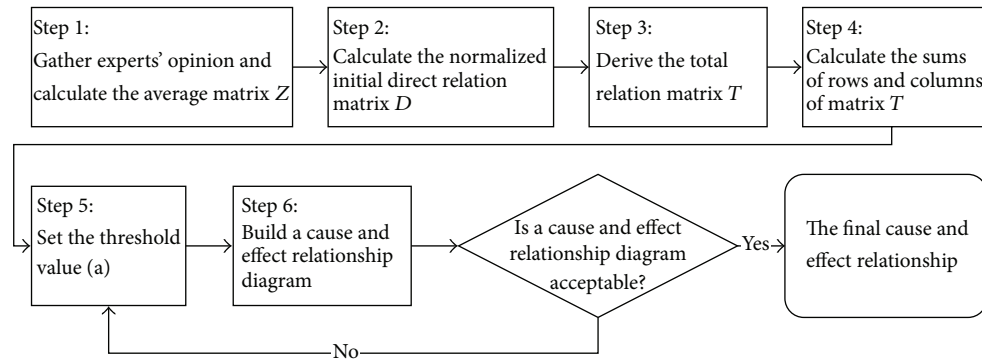 Step 1:
Gather experts' opinion and
calculate the average matrix Z
Step 2:
Calculate the normalized
initial direct relation
matrix D
Step 3:
Derive the total
relation matrix T
Step 4:
Calculate the sums
of rows and columns
of matrix T
Step 5:
Set the threshold
value (a)
Step 6:
Build a cause and
effect relationship
diagram
Is a cause and effect
relationship diagram
acceptable?
Yes
The final cause and
effect relationship
No